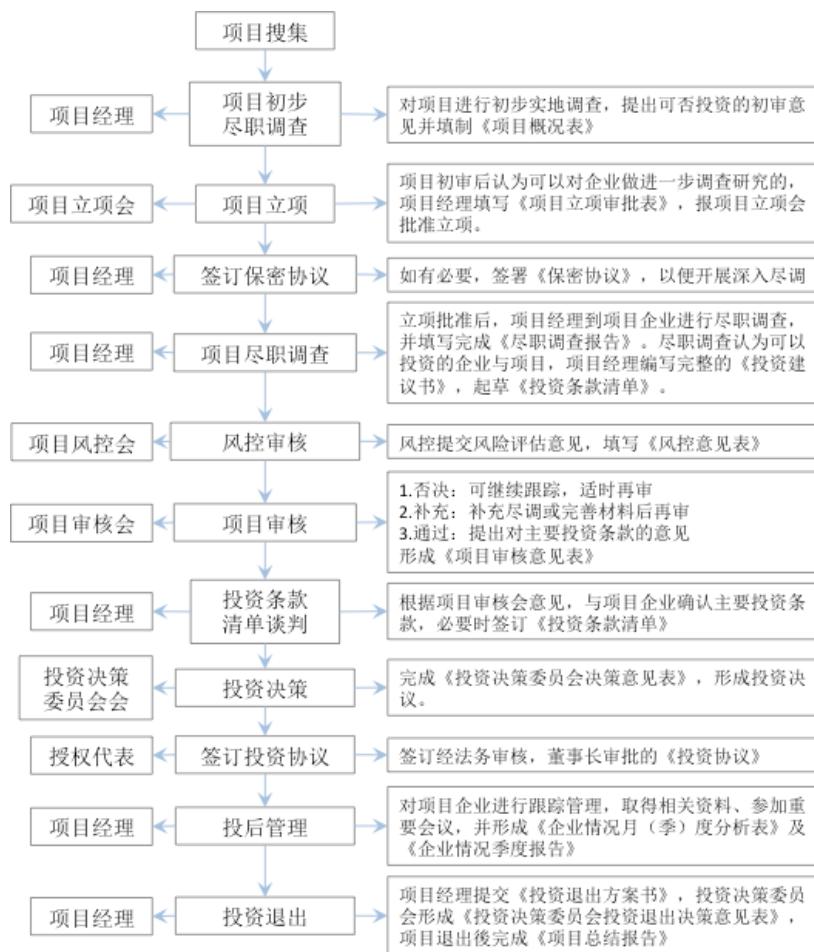 项目搜集
项目经理
项目初步
尽职调查
对项目进行初步实地调查，提出可否投资的初审意
见并填制《项目概况表》
项目立项会
项目立项
项目初审后认为可以对企业做进一步调查研究的，
项目经理填写《项目立项审批表》，报项目立项会
批准立项。
项目经理
签订保密协议
如有必要，签署《保密协议》，以便开展深入尽调
项目经理
项目尽职调查
立项批准后，项目经理到项目企业进行尽职调查，
并填写完成《尽职调查报告》。尽职调查认为可以
投资的企业与项目，项目经理编写完整的《投资建
议书》，起草《投资条款清单》。
项目风控会
风控审核
风控提交风险评估意见，填写《风控意见表》
项目审核会
项目审核
1.否决：可继续跟踪，适时再审
2.补充：补充尽调或完善材料后再审
3.通过：提出对主要投资条款的意见
形成《项目审核意见表》
项目经理
投资条款
清单谈判
根据项目审核会意见，与项目企业确认主要投资条
款，必要时签订《投资条款清单》
投资决策
委员会会
投资决策
完成《投资决策委员会决策意见表》，形成投资决
议。
授权代表
签订投资协议
签订经法务审核，董事长审批的《投资协议》
项目经理
投后管理
对项目企业进行跟踪管理，取得相关资料、参加重
要会议，并形成《企业情况月（季）度分析表》及
《企业情况季度报告》
项目经理
投资退出
项目经理提交《投资退出方案书》，投资决策委员
会形成《投资决策委员会投资退出决策意见表》，
项目退出後完成《项目总结报告》